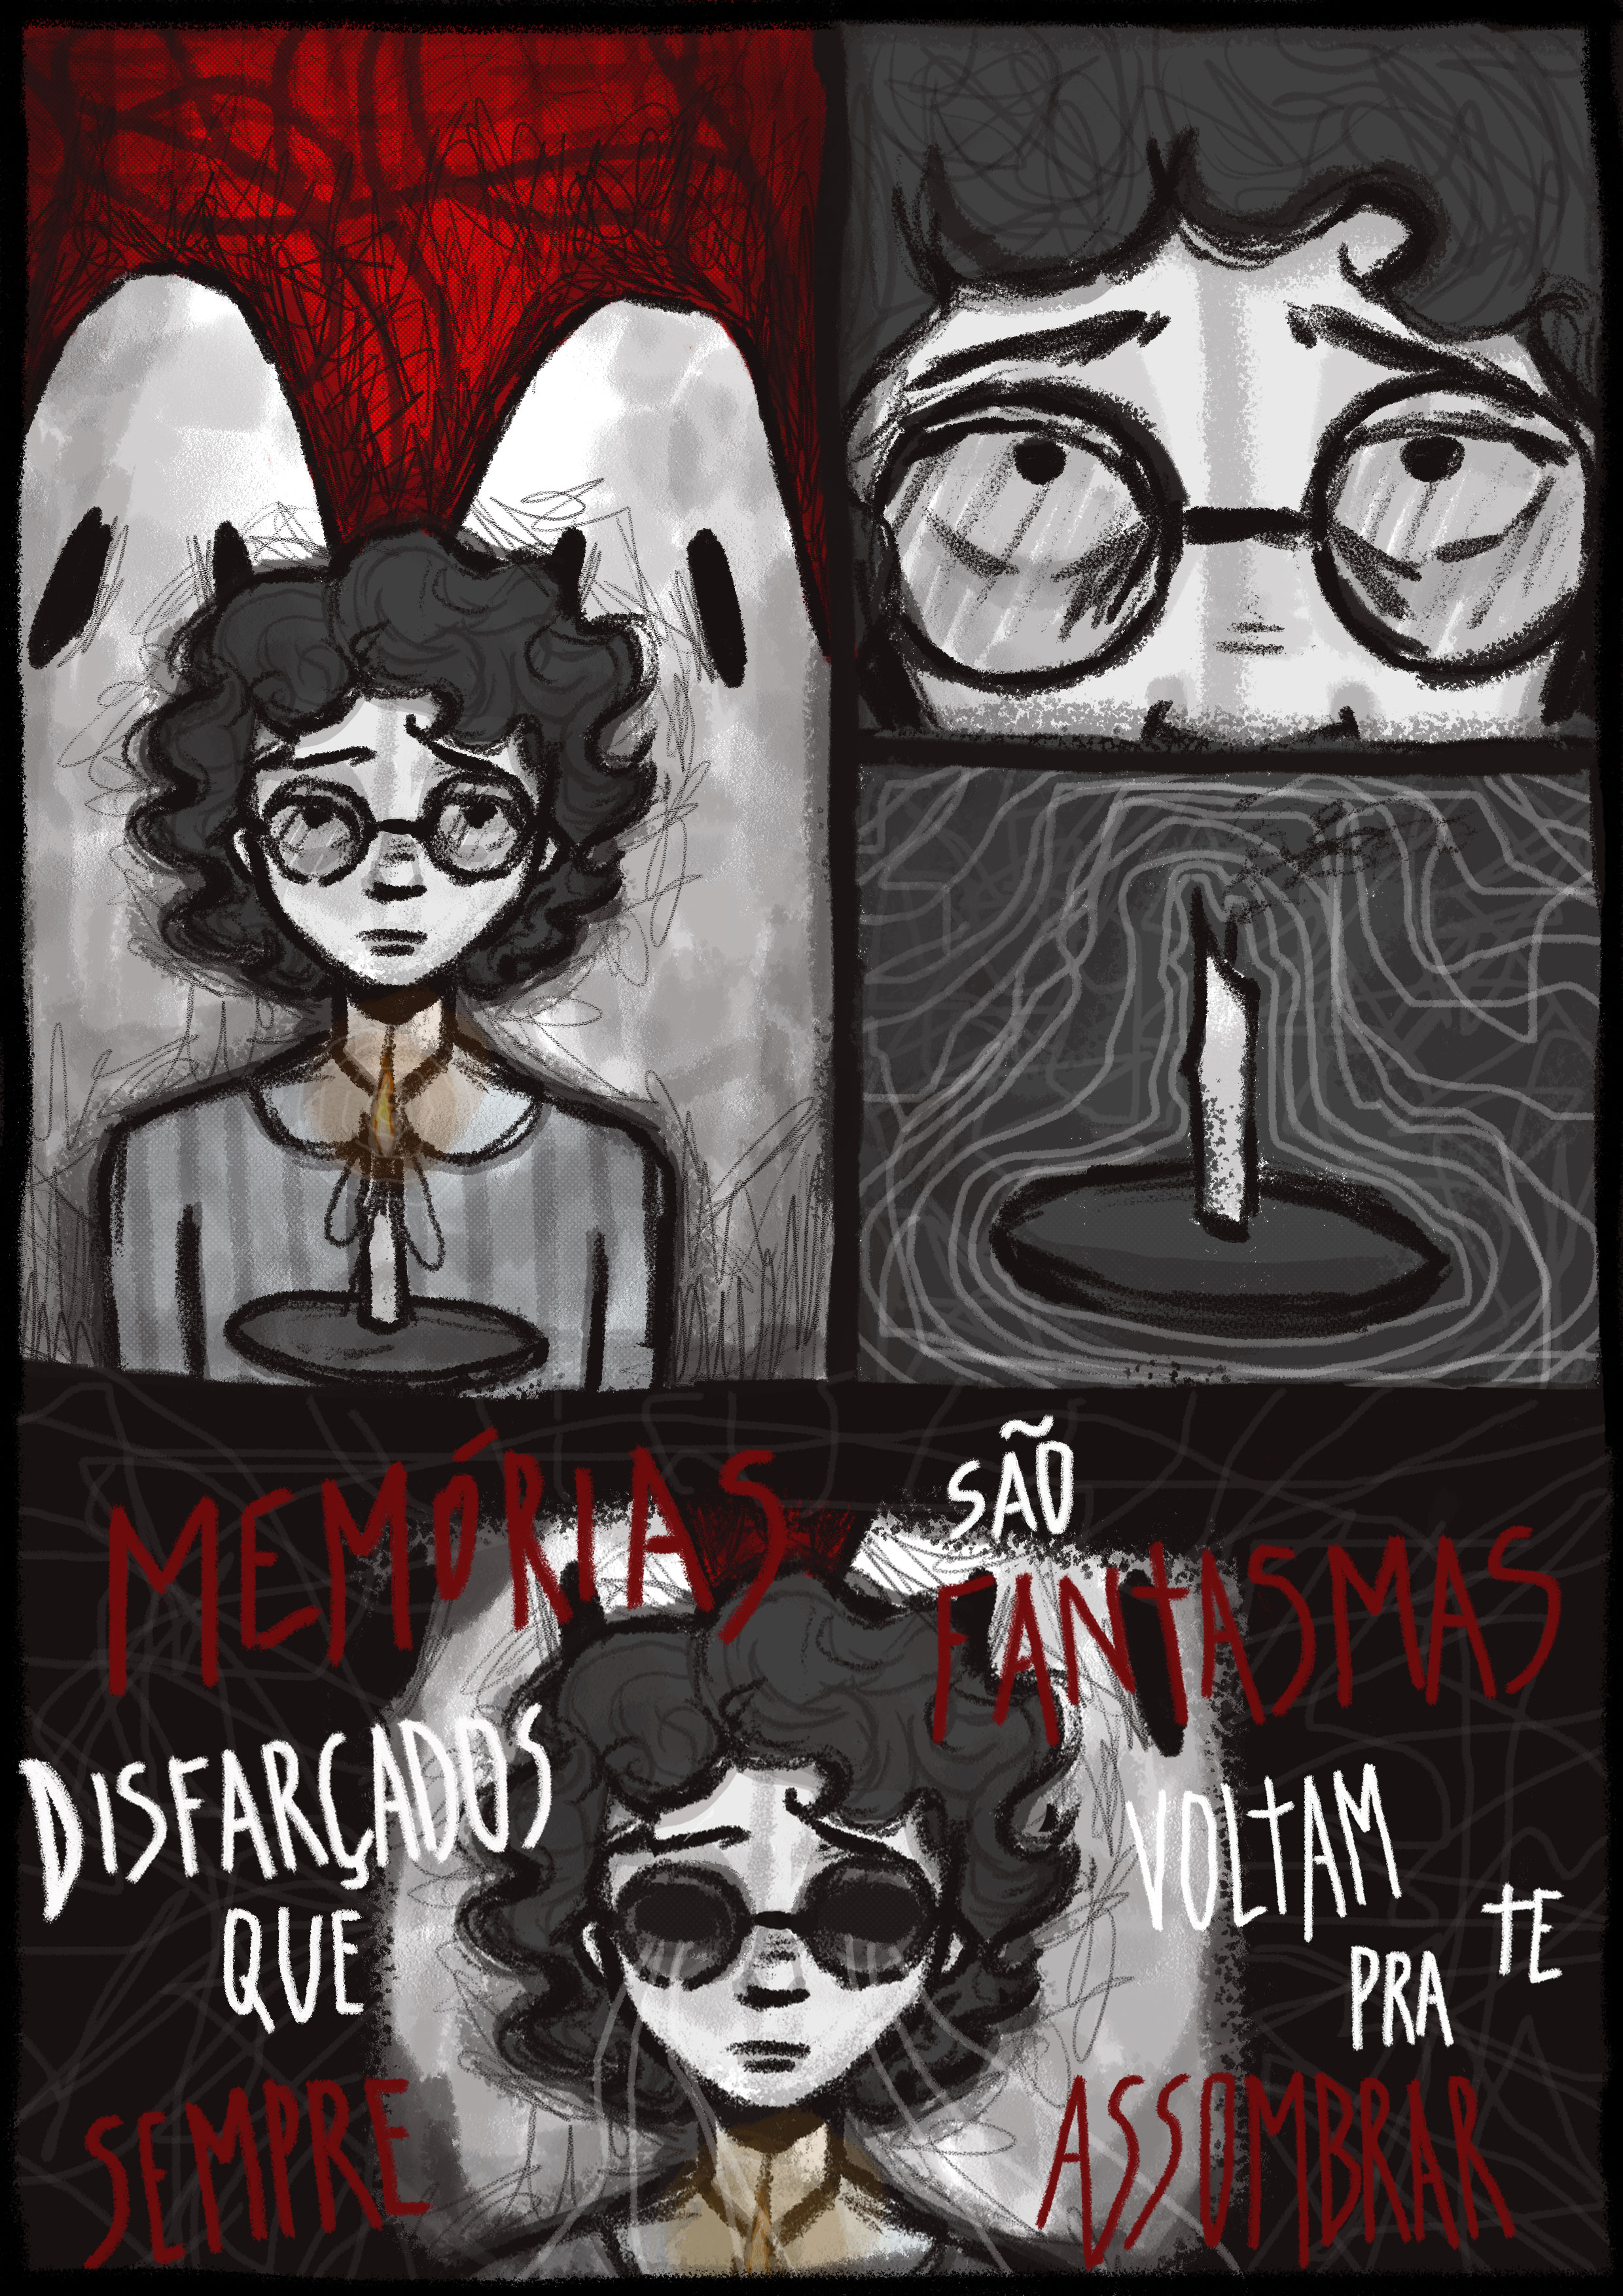 MEMÓRIAS SÃO
FANTASMAS
DISFARÇADOS
QUE
SEMPRE
VOLTAM
PRA TE
ASSOMBRAR